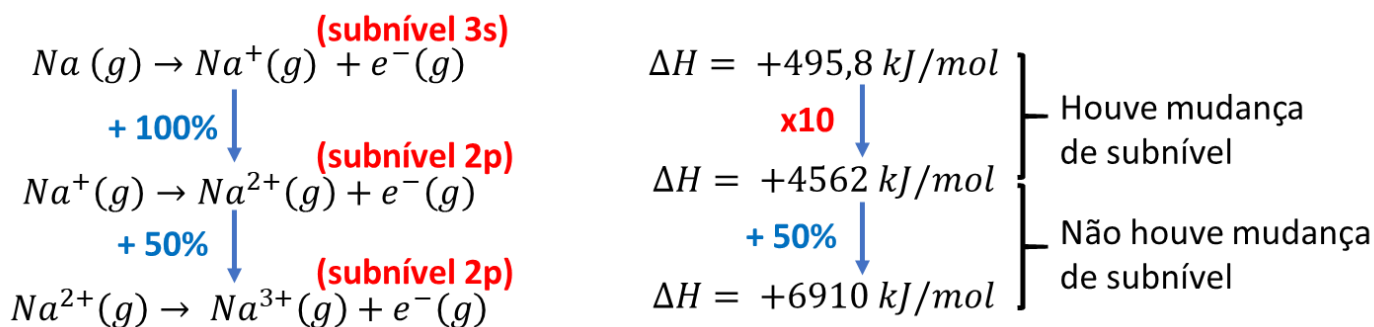 (subnível 3s)
Na (g) → Na⁺(g) + e⁻(g)
ΔH = +495,8 kJ/mol
+ 100%
x10
Houve mudança
de subnível
(subnível 2p)
Na⁺(g) → Na²⁺(g) + e⁻(g)
ΔH = +4562 kJ/mol
+ 50%
+ 50%
Não houve mudança
de subnível
(subnível 2p)
Na²⁺(g) → Na³⁺(g) + e⁻(g)
ΔH = +6910 kJ/mol